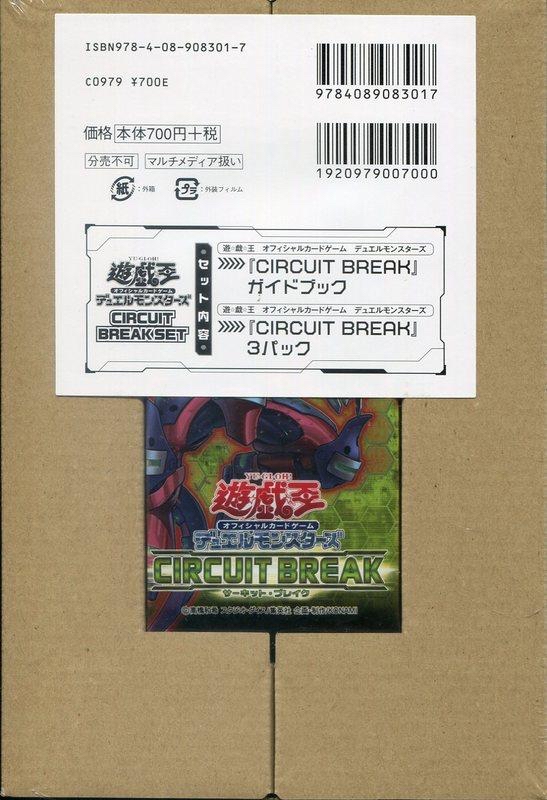 ISBN978-4-08-908301-7
C0979 ¥700E
9784089083017
1920979007000
価格 本体700円+税
分売不可 マルチメディア扱い
紙 :外箱 プラ :外装フィルム
YU-GI-OH!
遊戯王
オフィシャルカードゲーム
デュエルモンスターズ
CIRCUIT
BREAK SET
セット内容
遊☆戯☆王 オフィシャルカードゲーム デュエルモンスターズ
『CIRCUIT BREAK』
ガイドブック
遊☆戯☆王 オフィシャルカードゲーム デュエルモンスターズ
『CIRCUIT BREAK』
3パック
YU-GI-OH!
遊戯王
オフィシャルカードゲーム
デュエルモンスターズ
CIRCUIT BREAK
サーキット・ブレイク
©高橋和希 スタジオ・ダイス/集英社 企画・制作/KONAMI